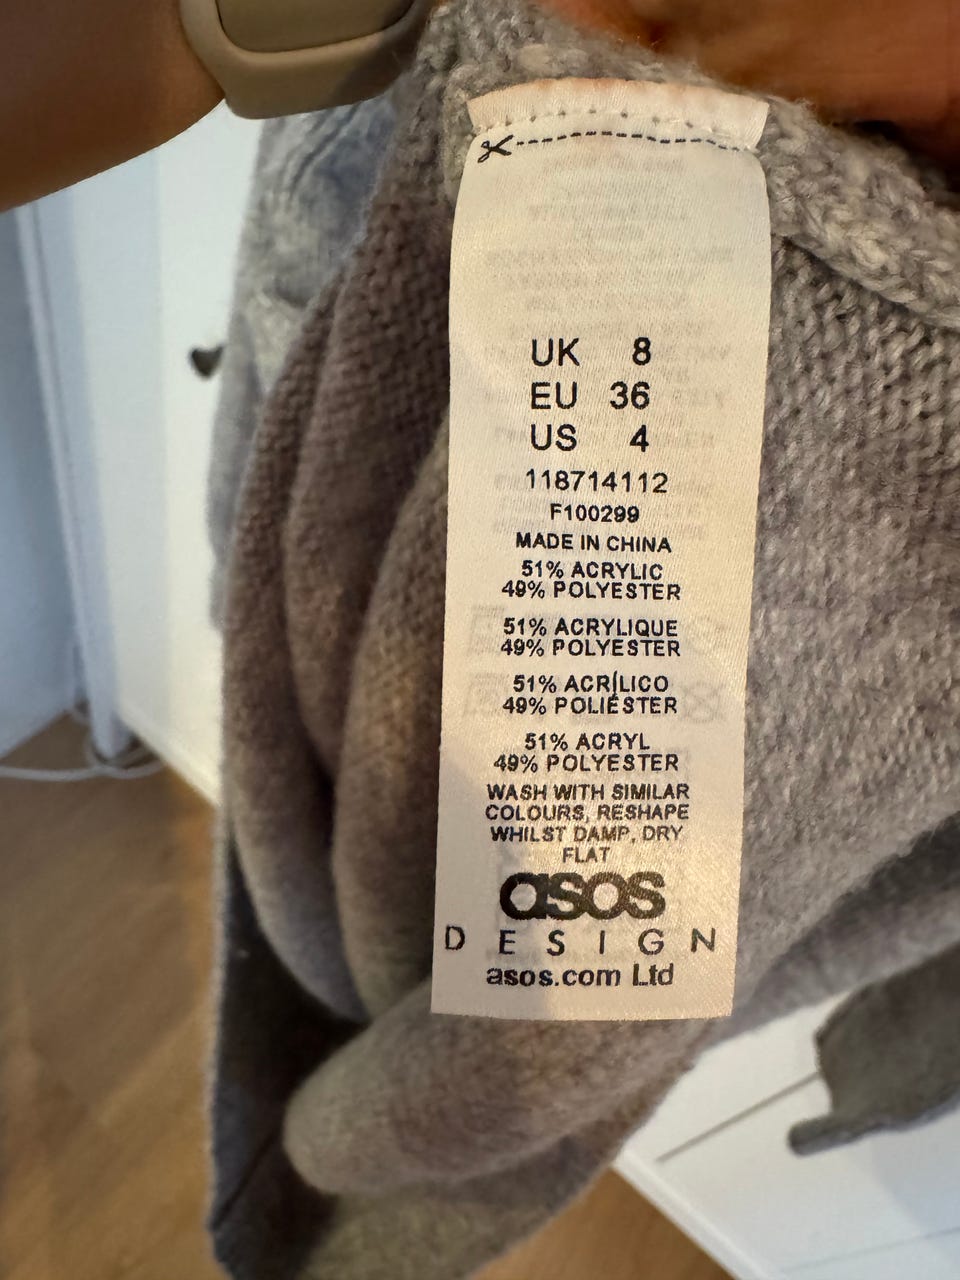 UK 8
EU 36
US 4
118714112
F100299
MADE IN CHINA
51% ACRYLIC
49% POLYESTER
51% ACRYLIQUE
49% POLYESTER
51% ACRÍLICO
49% POLIÉSTER
51% ACRYL
49% POLYESTER
WASH WITH SIMILAR
COLOURS, RESHAPE
WHILST DAMP, DRY
FLAT
asos
DESIGN
asos.com Ltd